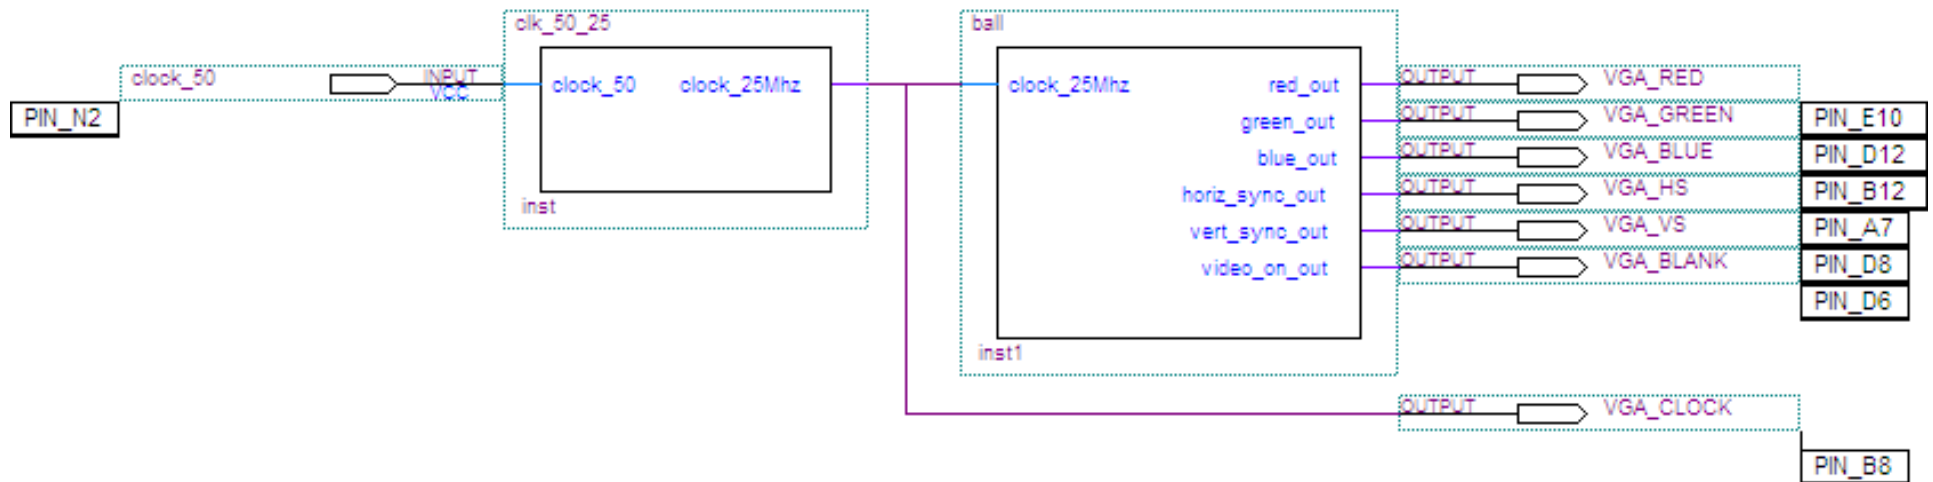 clk_50_25
ball
clock_50
INPUT
VCC
clock_50
clock_25Mhz
clock_25Mhz
red_out
OUTPUT
VGA_RED
PIN_N2
green_out
OUTPUT
VGA_GREEN
PIN_E10
blue_out
OUTPUT
VGA_BLUE
PIN_D12
horiz_sync_out
OUTPUT
VGA_HS
PIN_B12
inst
vert_sync_out
OUTPUT
VGA_VS
PIN_A7
video_on_out
OUTPUT
VGA_BLANK
PIN_D8
PIN_D6
inst1
OUTPUT
VGA_CLOCK
PIN_B8